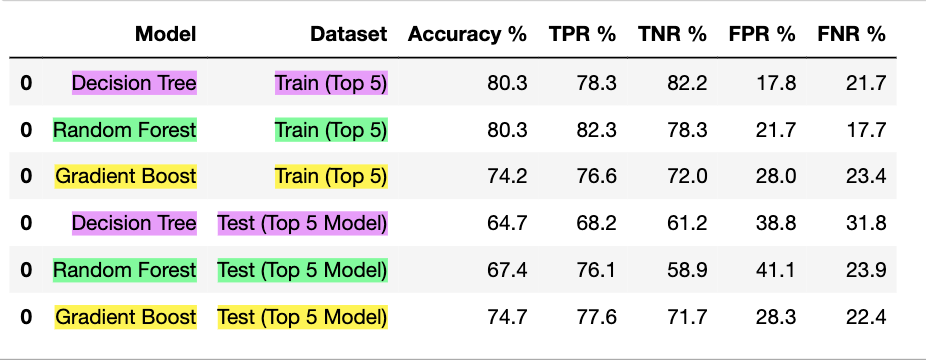 Model Dataset Accuracy % TPR % TNR % FPR % FNR %
0 Decision Tree Train (Top 5) 80.3 78.3 82.2 17.8 21.7
0 Random Forest Train (Top 5) 80.3 82.3 78.3 21.7 17.7
0 Gradient Boost Train (Top 5) 74.2 76.6 72.0 28.0 23.4
0 Decision Tree Test (Top 5 Model) 64.7 68.2 61.2 38.8 31.8
0 Random Forest Test (Top 5 Model) 67.4 76.1 58.9 41.1 23.9
0 Gradient Boost Test (Top 5 Model) 74.7 77.6 71.7 28.3 22.4